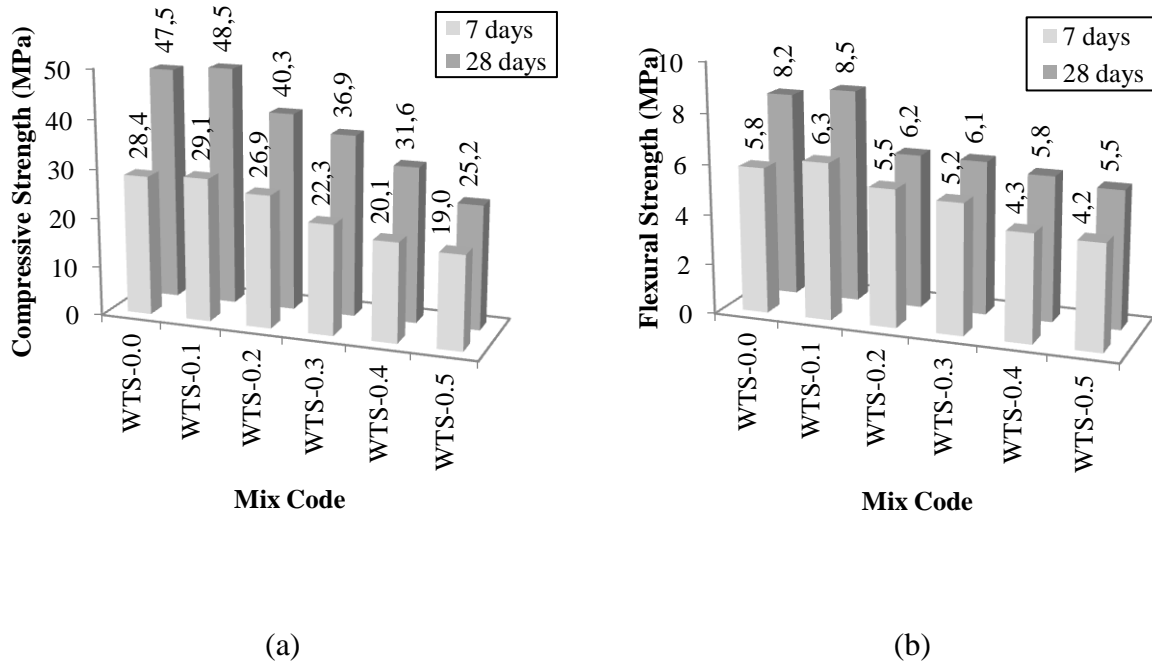 7 days
28 days
Compressive Strength (MPa)
50
40
30
20
10
0
47,5
48,5
40,3
36,9
31,6
25,2
28,4
29,1
26,9
22,3
20,1
19,0
WTS-0.0
WTS-0.1
WTS-0.2
WTS-0.3
WTS-0.4
WTS-0.5
Mix Code
(a)
7 days
28 days
Flexural Strength (MPa)
10
8
6
4
2
0
8,2
8,5
6,2
6,1
5,8
5,5
5,8
6,3
5,5
5,2
4,3
4,2
WTS-0.0
WTS-0.1
WTS-0.2
WTS-0.3
WTS-0.4
WTS-0.5
Mix Code
(b)